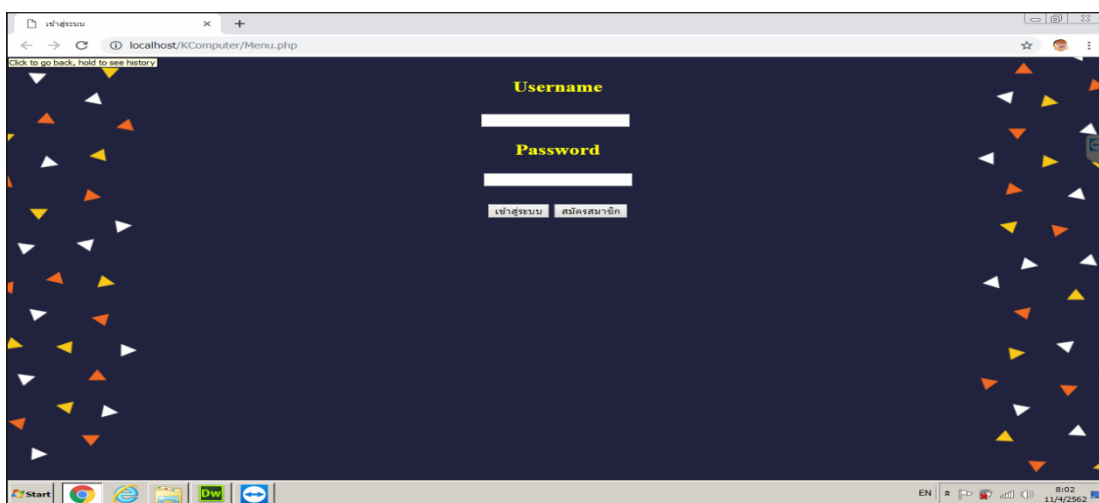 เข้าสู่ระบบ
localhost/KComputer/Menu.php
Click to go back, hold to see history
Username
Password
เข้าสู่ระบบ สมัครสมาชิก
Start Dw EN 8:02
11/4/2562